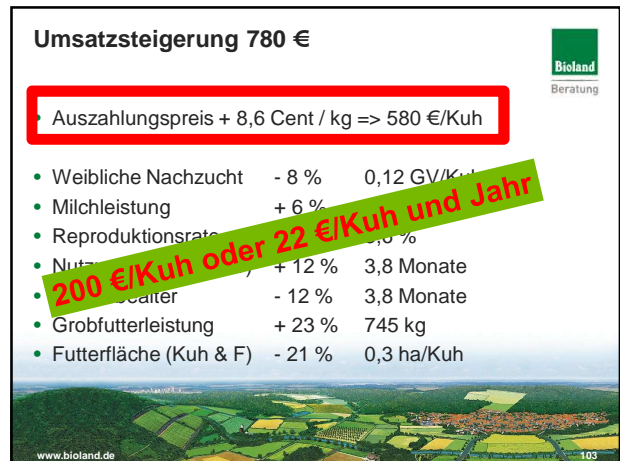 Umsatzsteigerung 780 €
Bioland
Beratung
• Auszahlungspreis + 8,6 Cent / kg => 580 €/Kuh
• Weibliche Nachzucht - 8 % 0,12 GV/Kuh
• Milchleistung + 6 %
• Reproduktionsrate %
200 €/Kuh oder 22 €/Kuh und Jahr
• + 12 % 3,8 Monate
- 12 % 3,8 Monate
• Grobfutterleistung + 23 % 745 kg
• Futterfläche (Kuh & F) - 21 % 0,3 ha/Kuh
www.bioland.de 103